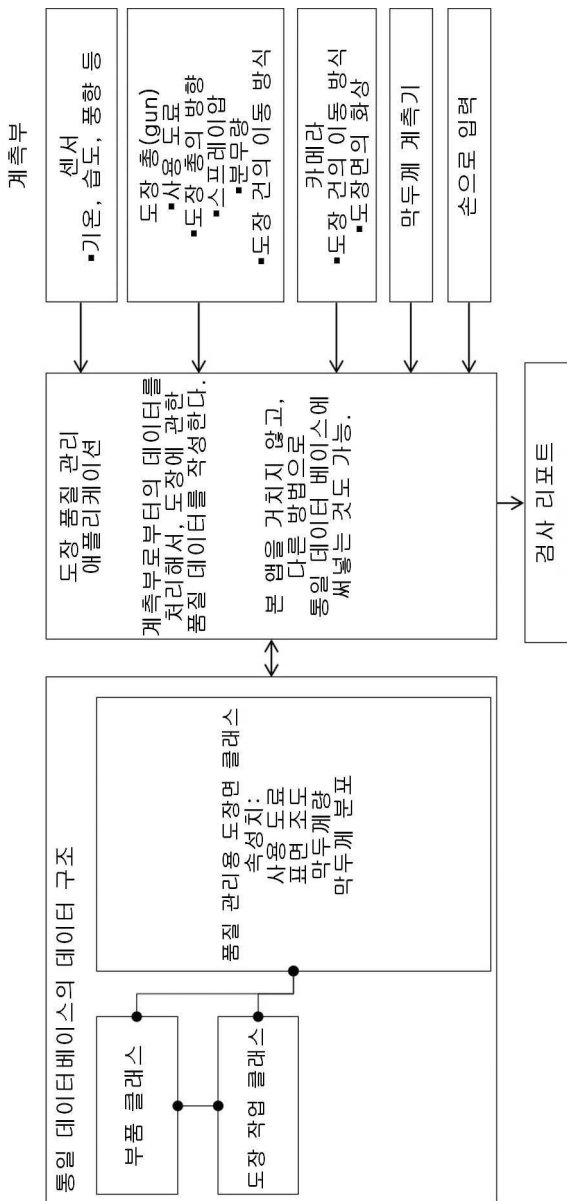 통일 데이터베이스의 데이터 구조
부품 클래스
도장 작업 클래스
품질 관리용 도장면 클래스
속성치:
사용 도료
표면 조도
막두께량
막두께 분포
도장 품질 관리
애플리케이션
계측부로부터의 데이터를
처리해서, 도장에 관한
품질 데이터를 작성한다.
본 앱을 거치지 않고,
다른 방법으로
통일 데이터 베이스에
써넣는 것도 가능.
검사 리포트
계측부
센서
▪기온, 습도, 풍향 등
도장 총(gun)
▪사용 도료
▪도장 총의 방향
▪스프레이압
▪분무량
▪도장 건의 이동 방식
카메라
▪도장 건의 이동 방식
▪도장면의 화상
막두께 계측기
손으로 입력